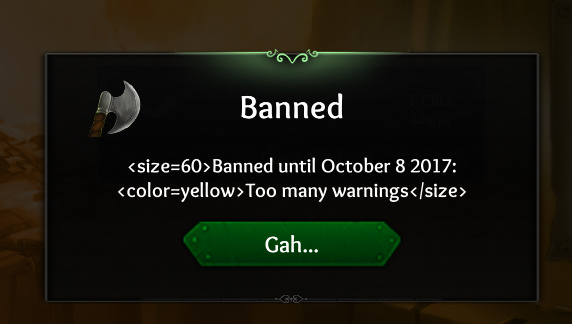 Banned
<size=60>Banned until October 8 2017:
<color=yellow>Too many warnings</size>
Gah...